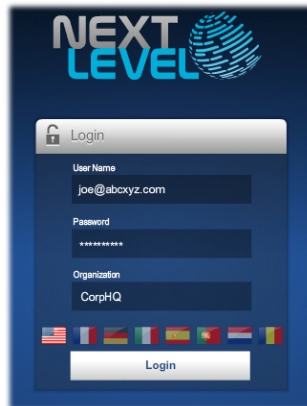 NEXT
LEVEL
Login
User Name
joe@abcxyz.com
Password
**********
Organization
CorpHQ
Login